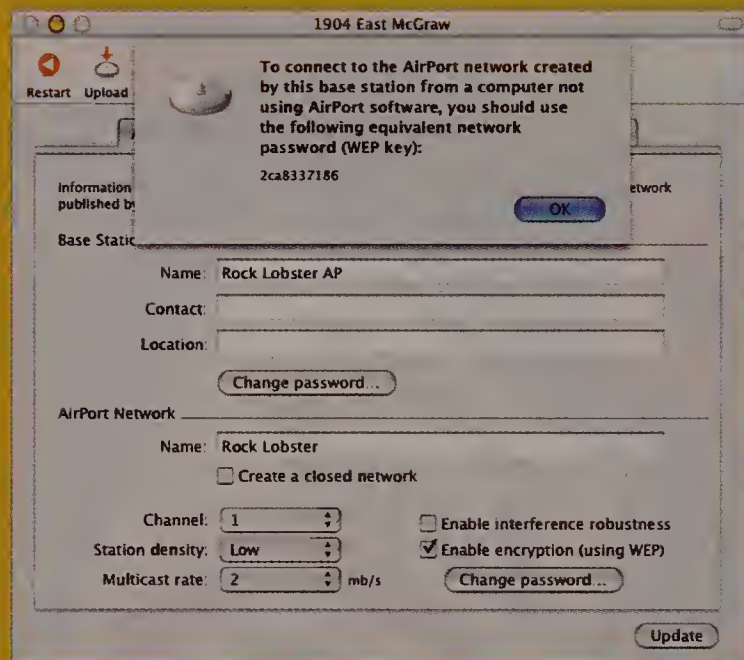 1904 East McGraw
Restart Upload
To connect to the AirPort network created
by this base station from a computer not
using AirPort software, you should use
the following equivalent network
password (WEP key):
2ca8337186
OK
Information
etwork
published b
Base Static
Name: Rock Lobster AP
Contact:
Location:
Change password...
AirPort Network
Name: Rock Lobster
Create a closed network
Channel: 1
Enable interference robustness
Station density: Low
Enable encryption (using WEP)
Multicast rate: 2 mb/s
Change password...
Update